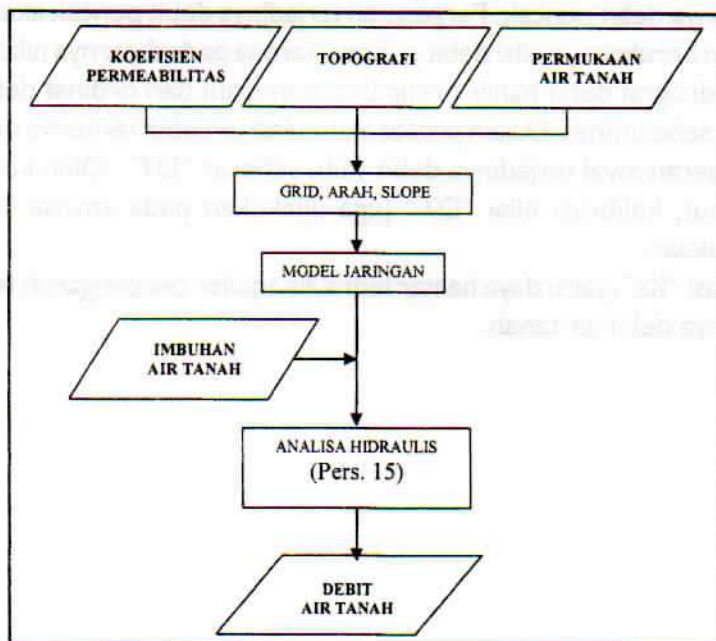 KOEFISIEN
PERMEABILITAS
TOPOGRAFI
PERMUKAAN
AIR TANAH
GRID, ARAH, SLOPE
MODEL JARINGAN
IMBUHAN
AIR TANAH
ANALISA HIDRAULIS
(Pers. 15)
DEBIT
AIR TANAH